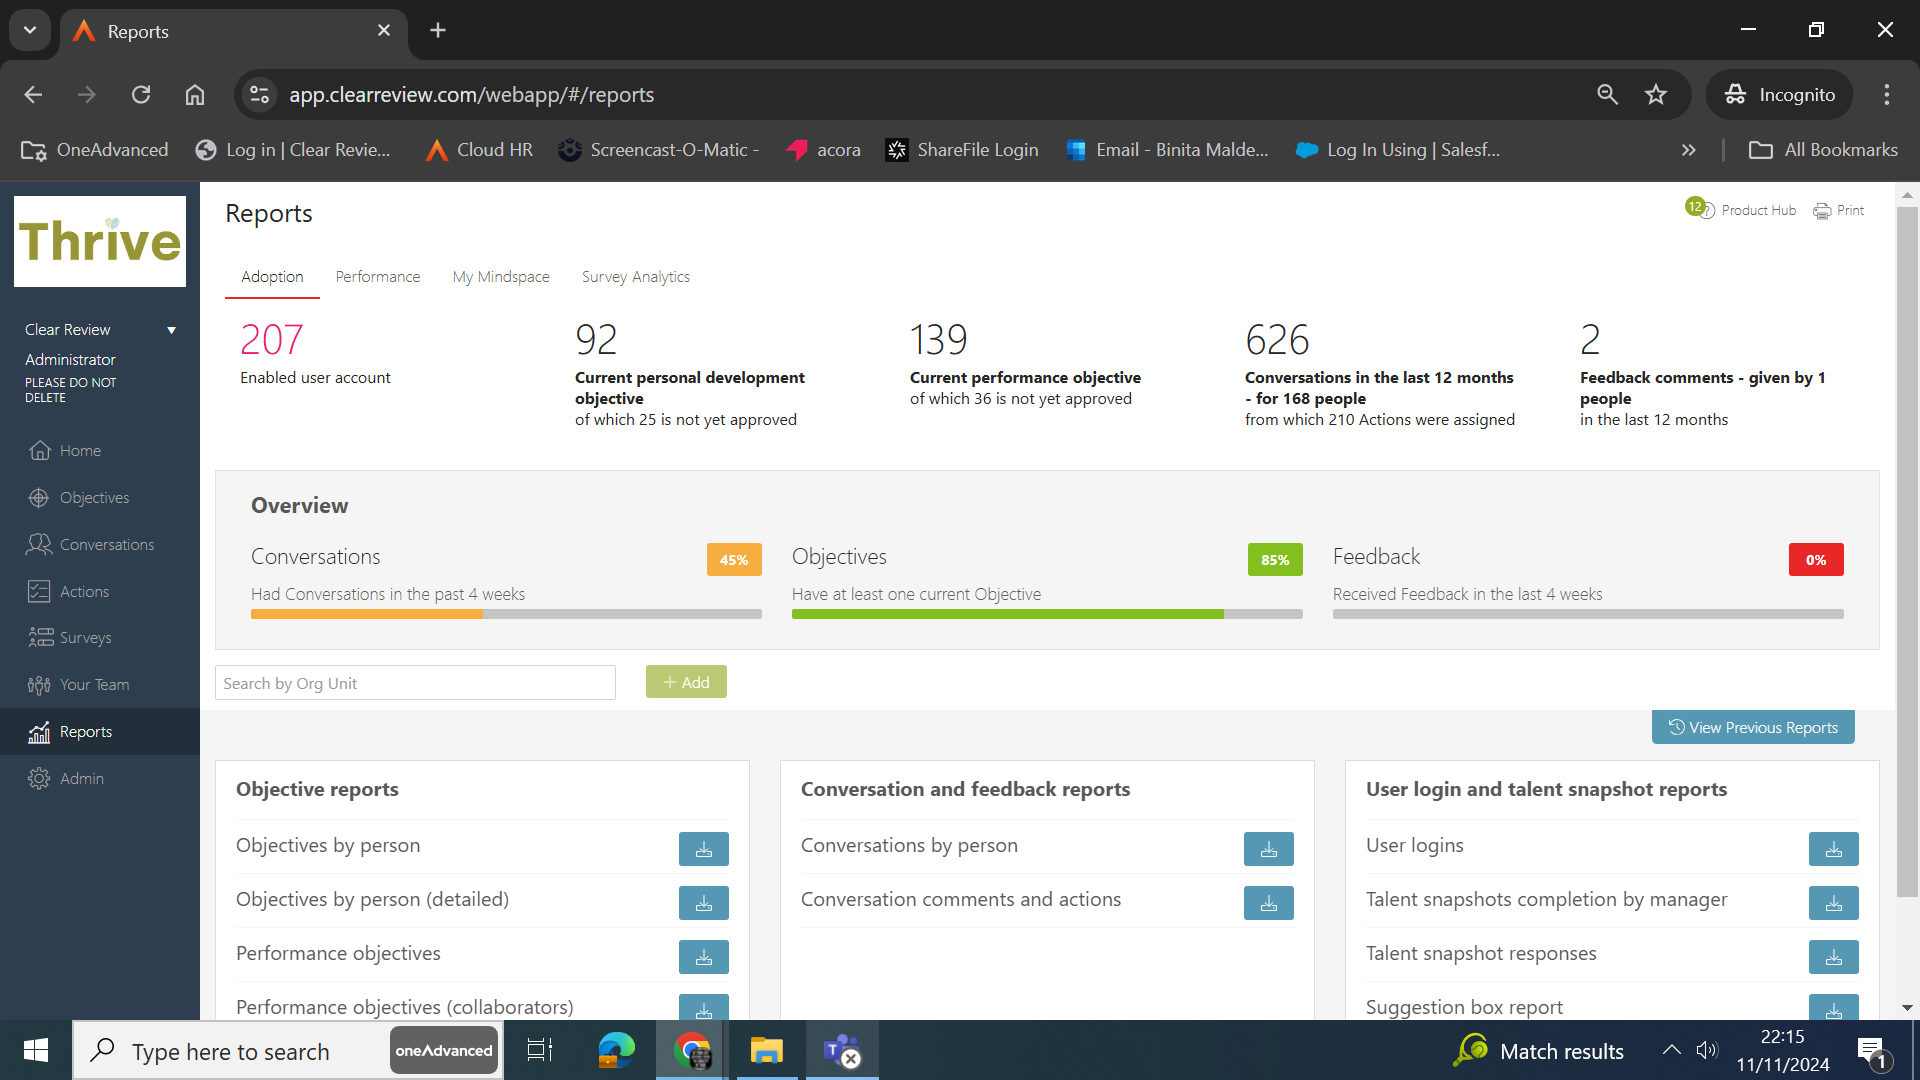 Reports
app.clearreview.com/webapp/#/reports
Incognito
OneAdvanced
Log in | Clear Revie...
Cloud HR
Screencast-O-Matic -
acora
ShareFile Login
Email - Binita Malde...
Log In Using | Salesf...
All Bookmarks
Thrive
Clear Review
Administrator
PLEASE DO NOT
DELETE
Home
Objectives
Conversations
Actions
Surveys
Your Team
Reports
Admin
Reports
12
Product Hub
Print
Adoption
Performance
My Mindspace
Survey Analytics
207
Enabled user account
92
Current personal development
objective
of which 25 is not yet approved
139
Current performance objective
of which 36 is not yet approved
626
Conversations in the last 12 months
- for 168 people
from which 210 Actions were assigned
2
Feedback comments - given by 1
people
in the last 12 months
Overview
Conversations
45%
Had Conversations in the past 4 weeks
Objectives
85%
Have at least one current Objective
Feedback
0%
Received Feedback in the last 4 weeks
Search by Org Unit
+ Add
View Previous Reports
Objective reports
Objectives by person
Objectives by person (detailed)
Performance objectives
Performance objectives (collaborators)
Conversation and feedback reports
Conversations by person
Conversation comments and actions
User login and talent snapshot reports
User logins
Talent snapshots completion by manager
Talent snapshot responses
Suggestion box report
Type here to search
oneAdvanced
Match results
22:15
11/11/2024
1